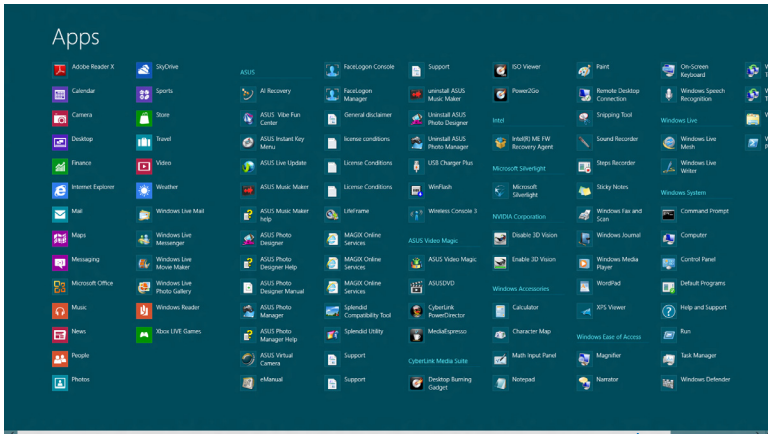 Apps
Adobe Reader X
Calendar
Camera
Desktop
Finance
Internet Explorer
Mail
Maps
Messaging
Microsoft Office
Music
News
People
Photos
SkyDrive
Sports
Store
Travel
Video
Weather
Windows Live Mail
Windows Live
Messenger
Windows Live
Movie Maker
Windows Live
Photo Gallery
Windows Reader
Xbox LIVE Games
ASUS
AI Recovery
ASUS Vibe Fun
Center
ASUS Instant Key
Menu
ASUS Live Update
ASUS Music Maker
ASUS Music Maker
help
ASUS Photo
Designer
ASUS Photo
Designer Help
ASUS Photo
Designer Manual
ASUS Photo
Manager
ASUS Photo
Manager Help
ASUS Virtual
Camera
eManual
FaceLogon Console
FaceLogon
Manager
General disclaimer
license conditions
License Conditions
License Conditions
LifeFrame
MAGIX Online
Services
MAGIX Online
Services
MAGIX Online
Services
Splendid
Compatibility Tool
Splendid Utility
Support
Support
Support
uninstall ASUS
Music Maker
Uninstall ASUS
Photo Designer
Uninstall ASUS
Photo Manager
USB Charger Plus
WinFlash
Wireless Console 3
ASUS Video Magic
ASUS Video Magic
ASUSDVD
CyberLink
PowerDirector
MediaEspresso
CyberLink Media Suite
Desktop Burning
Gadget
ISO Viewer
Power2Go
Intel
Intel(R) ME FW
Recovery Agent
Microsoft Silverlight
Microsoft
Silverlight
NVIDIA Corporation
Disable 3D Vision
Enable 3D Vision
Windows Accessories
Calculator
Character Map
Math Input Panel
Notepad
Paint
Remote Desktop
Connection
Snipping Tool
Sound Recorder
Steps Recorder
Sticky Notes
Windows Fax and
Scan
Windows Journal
Windows Media
Player
WordPad
XPS Viewer
Windows Ease of Access
Magnifier
Narrator
On-Screen
Keyboard
Windows Speech
Recognition
Windows Live
Windows Live
Mesh
Windows Live
Writer
Windows System
Command Prompt
Computer
Control Panel
Default Programs
Help and Support
Run
Task Manager
Windows Defender